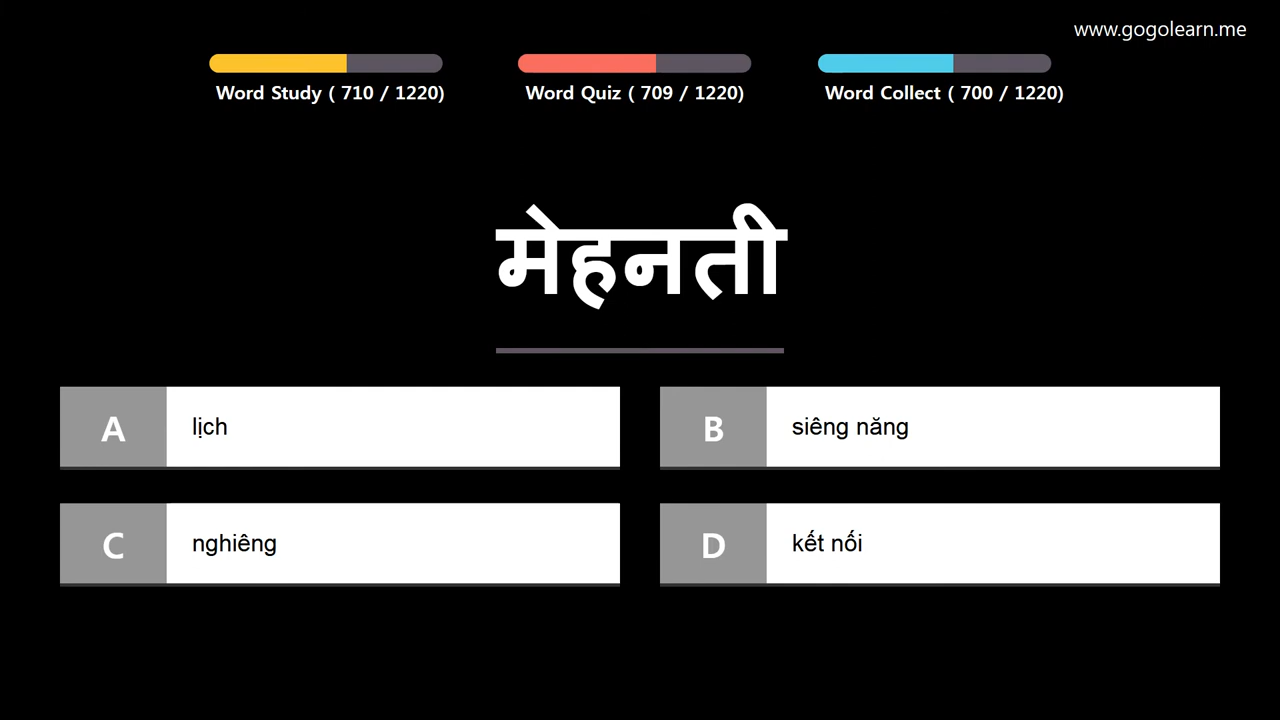 www.gogolearn.me
Word Study ( 710 / 1220)
Word Quiz ( 709 / 1220)
Word Collect ( 700 / 1220)
मेहनती
A lịch
B siêng năng
C nghiêng
D kết nối